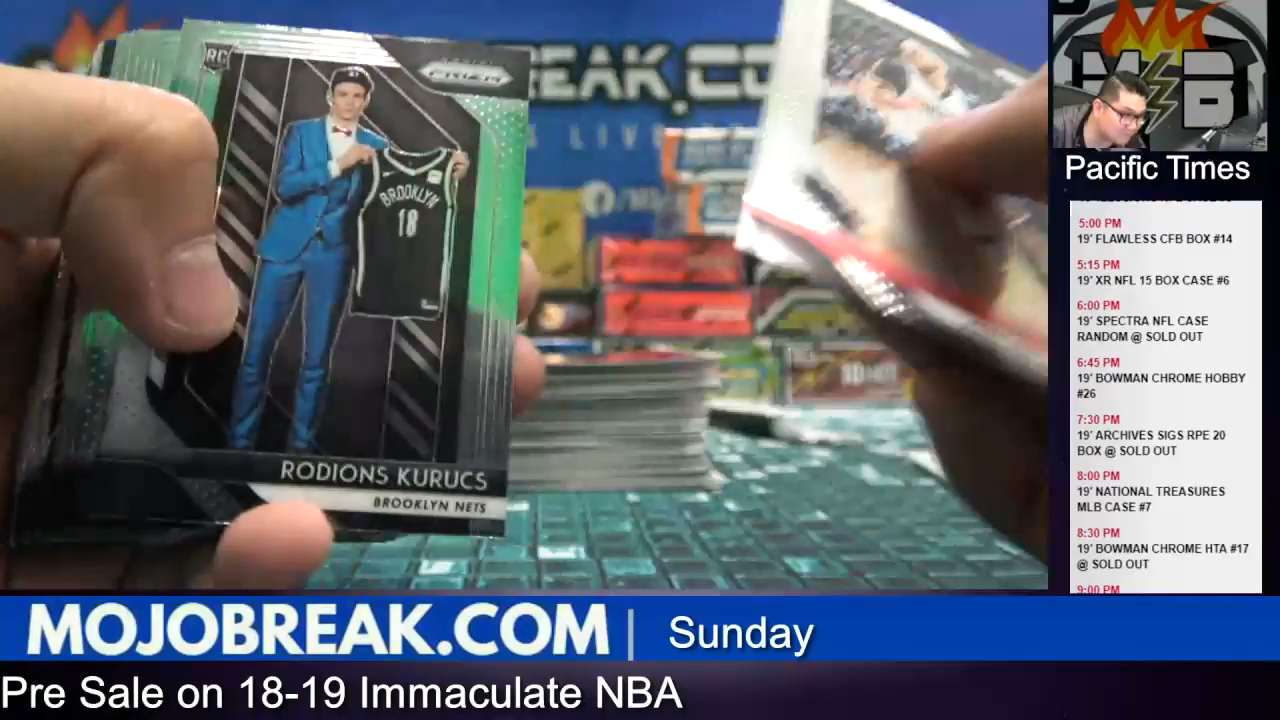 RC
PRIZM
BREAK.CO
LIVE
BROOKLYN
18
RODIONS KURUCS
BROOKLYN NETS
B
Pacific Times
5:00 PM
19' FLAWLESS CFB BOX #14
5:15 PM
19' XR NFL 15 BOX CASE #6
6:00 PM
19' SPECTRA NFL CASE
RANDOM @ SOLD OUT
6:45 PM
19' BOWMAN CHROME HOBBY
#26
7:30 PM
19' ARCHIVES SIGS RPE 20
BOX @ SOLD OUT
8:00 PM
19' NATIONAL TREASURES
MLB CASE #7
8:30 PM
19' BOWMAN CHROME HTA #17
@ SOLD OUT
9:00 PM
MOJOBREAK.COM | Sunday
Pre Sale on 18-19 Immaculate NBA